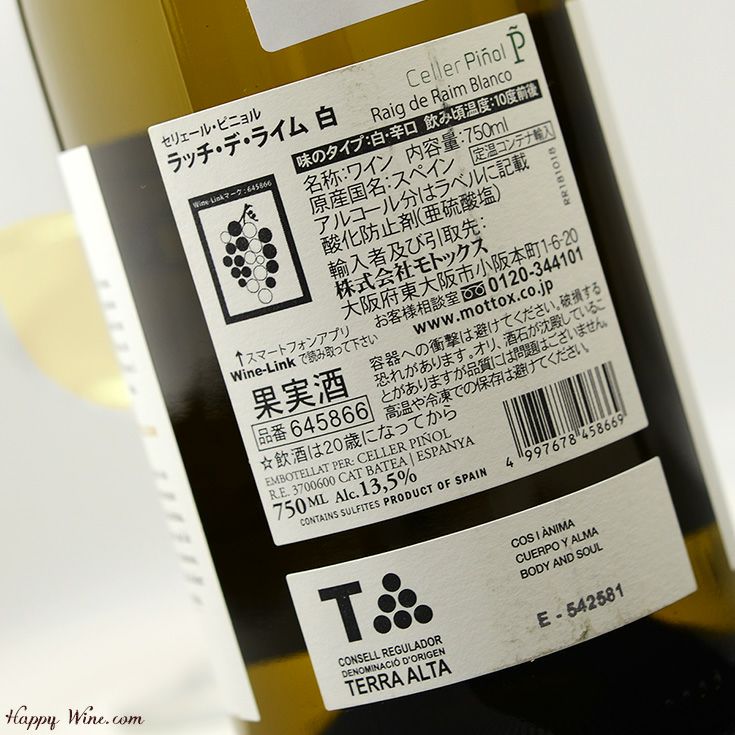 Celler Piñol
P̃
Raig de Raim Blanco
セリェール・ピニョル
ラッチ・デ・ライム 白
味のタイプ:白・辛口 飲み頃温度:10度前後
名称:ワイン 内容量:750ml
定温コンテナ輸入
原産国名:スペイン
アルコール分はラベルに記載
酸化防止剤(亜硫酸塩)
輸入者及び引取先:
株式会社モトックス
大阪府東大阪市小阪本町1-6-20
お客様相談室 0120-344101
www.mottox.co.jp
RR181018
Wine-Linkマーク:645866
↑スマートフォンアプリ
Wine-Linkで読み取って下さい
容器への衝撃は避けてください。破損する
恐れがあります。オリ、酒石が沈殿しているこ
とがありますが品質には問題はございません。
高温や冷凍での保存は避けてください。
果実酒
品番 645866
☆飲酒は20歳になってから
EMBOTELLAT PER: CELLER PIÑOL
R.E. 3700600 CAT BATEA | ESPANYA
750ML Alc.13,5%
CONTAINS SULFITES PRODUCT OF SPAIN
4 997678 458669
COS I ÀNIMA
CUERPO Y ALMA
BODY AND SOUL
E - 542581
T
CONSELL REGULADOR
DENOMINACIÓ D'ORIGEN
TERRA ALTA
Happy Wine.com